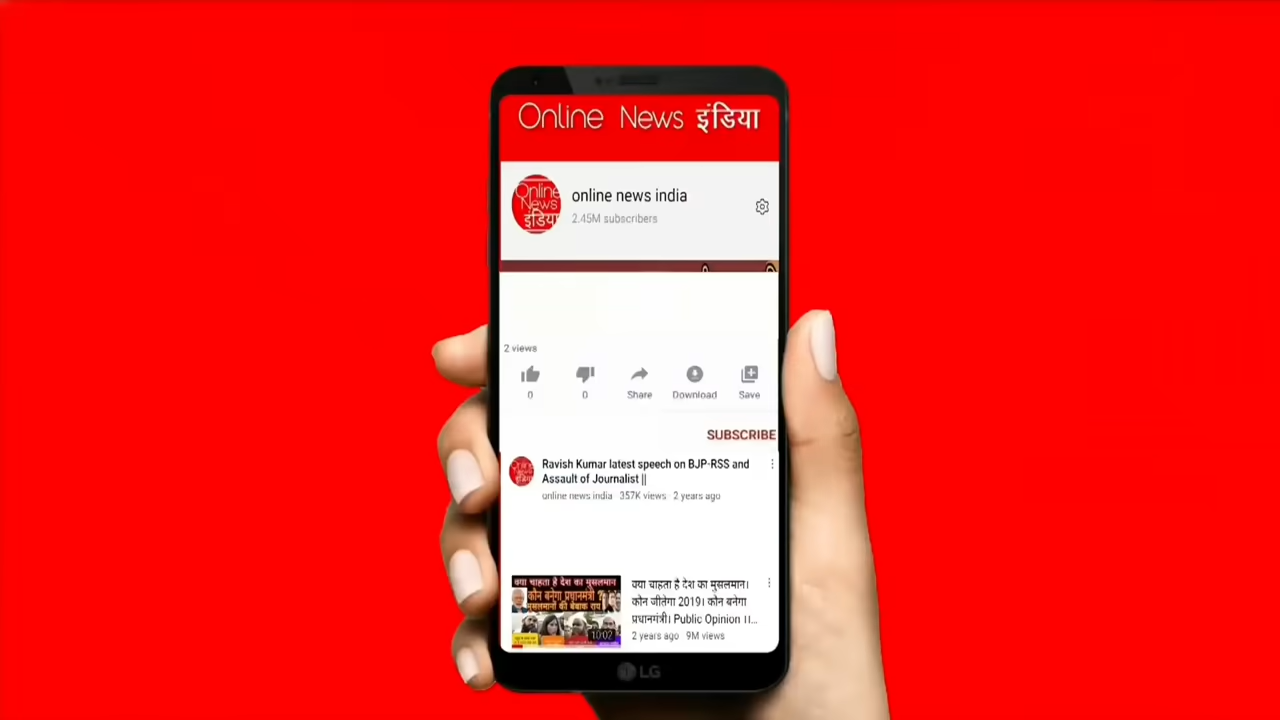 Online News इंडिया
Online
News
इंडिया
online news india
2.45M subscribers
2 views
0
0
Share
Download
Save
SUBSCRIBE
Ravish Kumar latest speech on BJP-RSS and
Assault of Journalist ||
online news india 357K views 2 years ago
क्या चाहता है देश का मुसलमान
कौन बनेगा प्रधानमंत्री ?
मुसलमानों की बेबाक राय
10:02
क्या चाहता है देश का मुसलमान।
कौन जीतेगा 2019। कौन बनेगा
प्रधानमंत्री। Public Opinion ।।...
2 years ago 9M views
LG